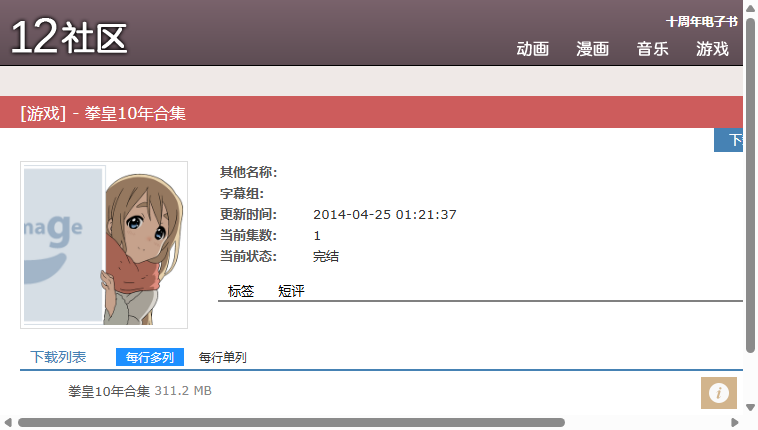 12社区
十周年电子书
动画 漫画 音乐 游戏
[游戏] - 拳皇10年合集
下
其他名称:
字幕组:
更新时间: 2014-04-25 01:21:37
当前集数: 1
当前状态: 完结
标签 短评
mage
下载列表 每行多列 每行单列
拳皇10年合集 311.2 MB
i